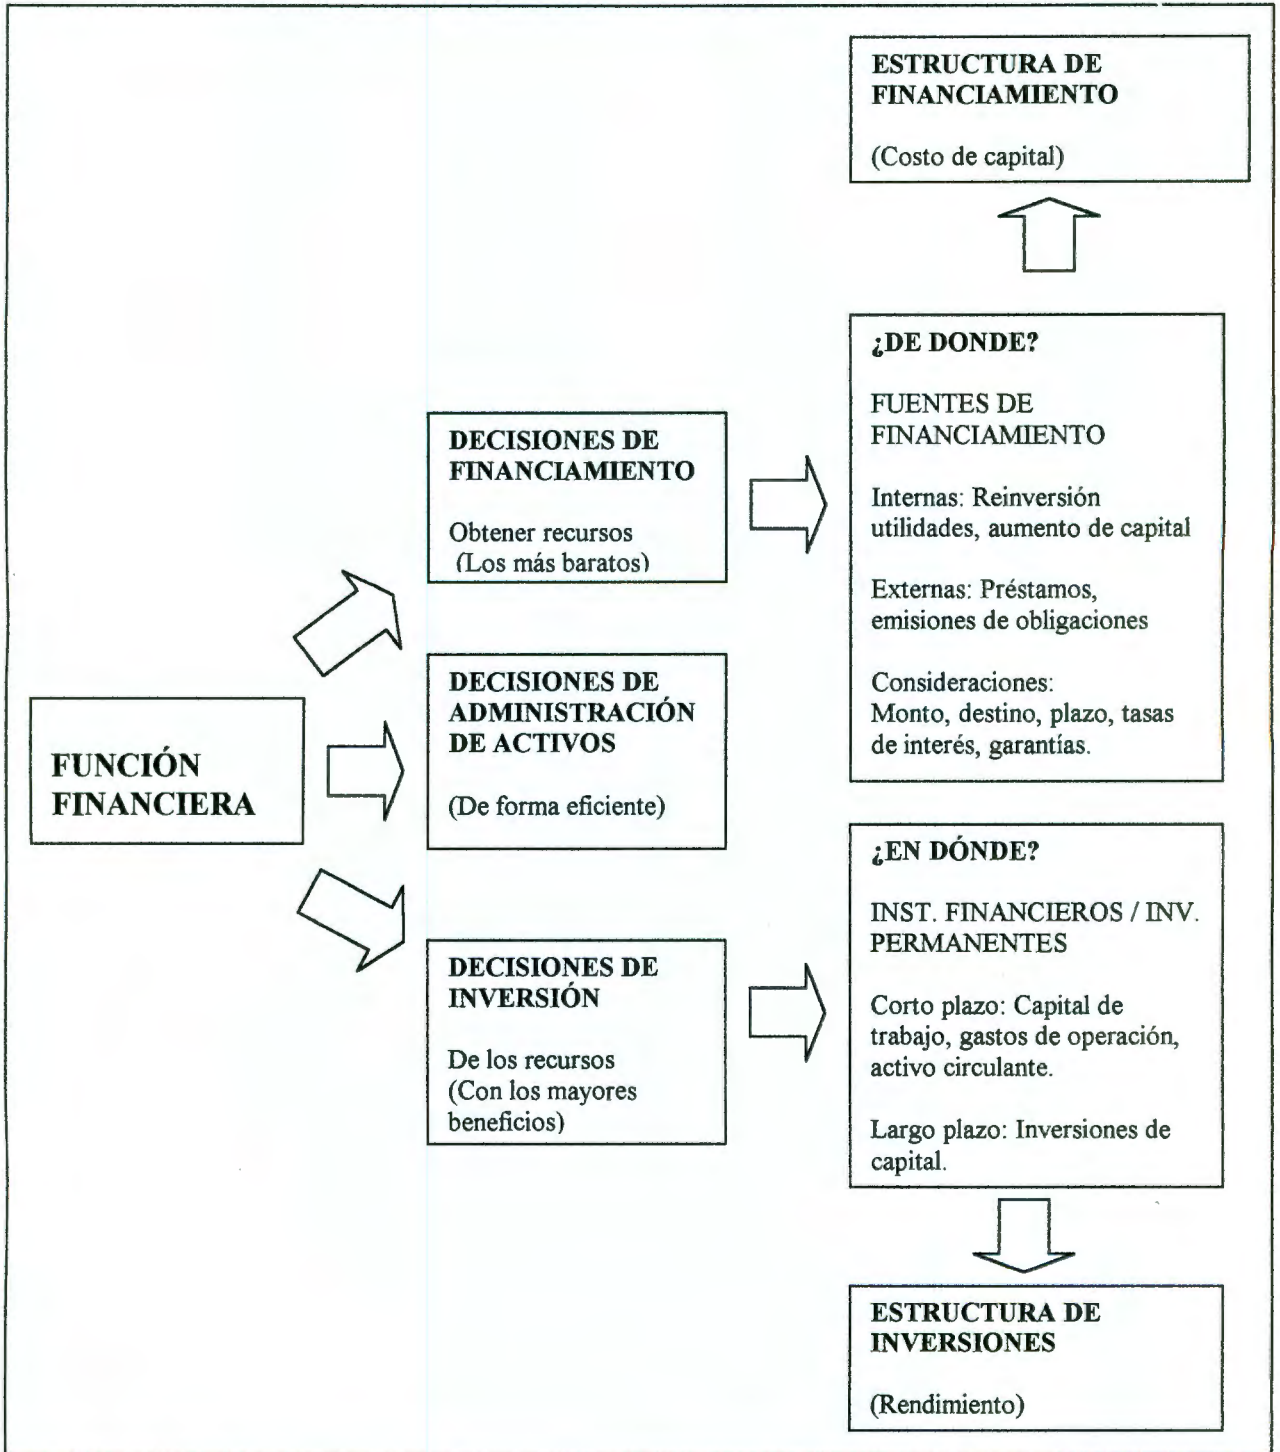 ESTRUCTURA DE
FINANCIAMIENTO
(Costo de capital)
¿DE DONDE?
FUENTES DE
FINANCIAMIENTO
Internas: Reinversión
utilidades, aumento de capital
Externas: Préstamos,
emisiones de obligaciones
Consideraciones:
Monto, destino, plazo, tasas
de interés, garantías.
DECISIONES DE
FINANCIAMIENTO
Obtener recursos
(Los más baratos)
DECISIONES DE
ADMINISTRACIÓN
DE ACTIVOS
(De forma eficiente)
FUNCIÓN
FINANCIERA
DECISIONES DE
INVERSIÓN
De los recursos
(Con los mayores
beneficios)
¿EN DÓNDE?
INST. FINANCIEROS / INV.
PERMANENTES
Corto plazo: Capital de
trabajo, gastos de operación,
activo circulante.
Largo plazo: Inversiones de
capital.
ESTRUCTURA DE
INVERSIONES
(Rendimiento)